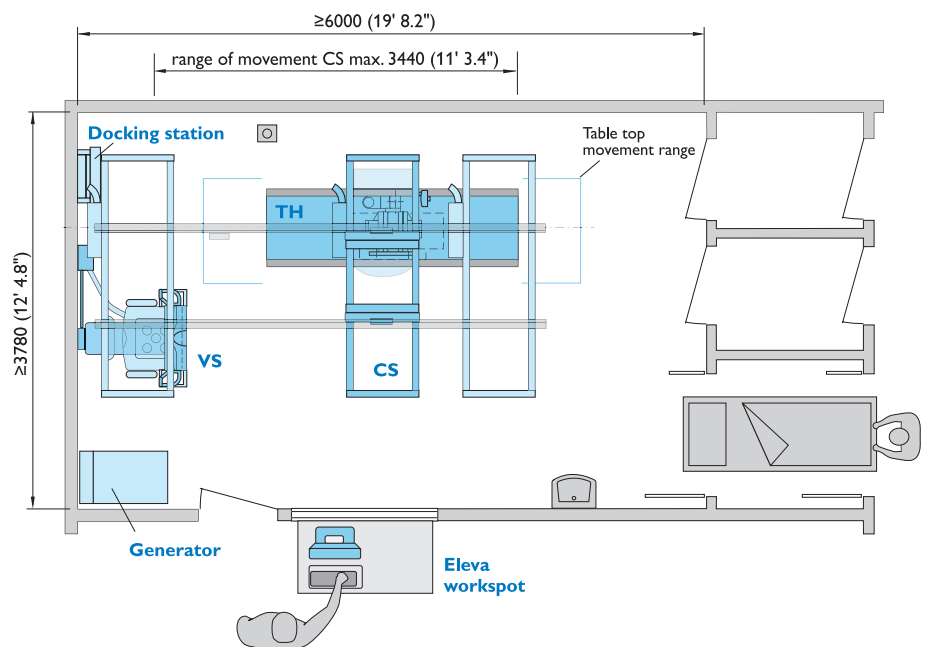 ≥6000 (19' 8.2")
range of movement CS max. 3440 (11' 3.4")
Docking station
Table top
movement range
TH
≥3780 (12' 4.8")
VS
CS
Generator
Eleva
workspot